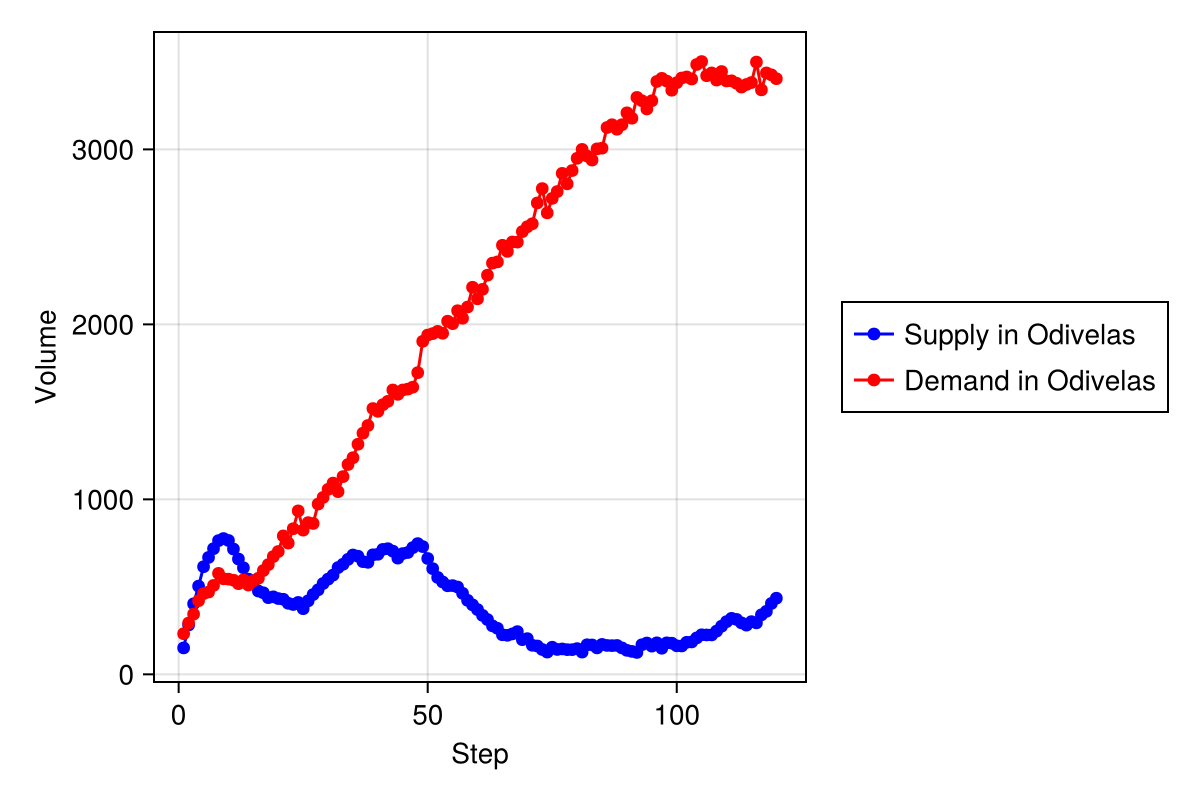 3000
2000
1000
0
Volume
0 50 100
Step
Supply in Odivelas
Demand in Odivelas